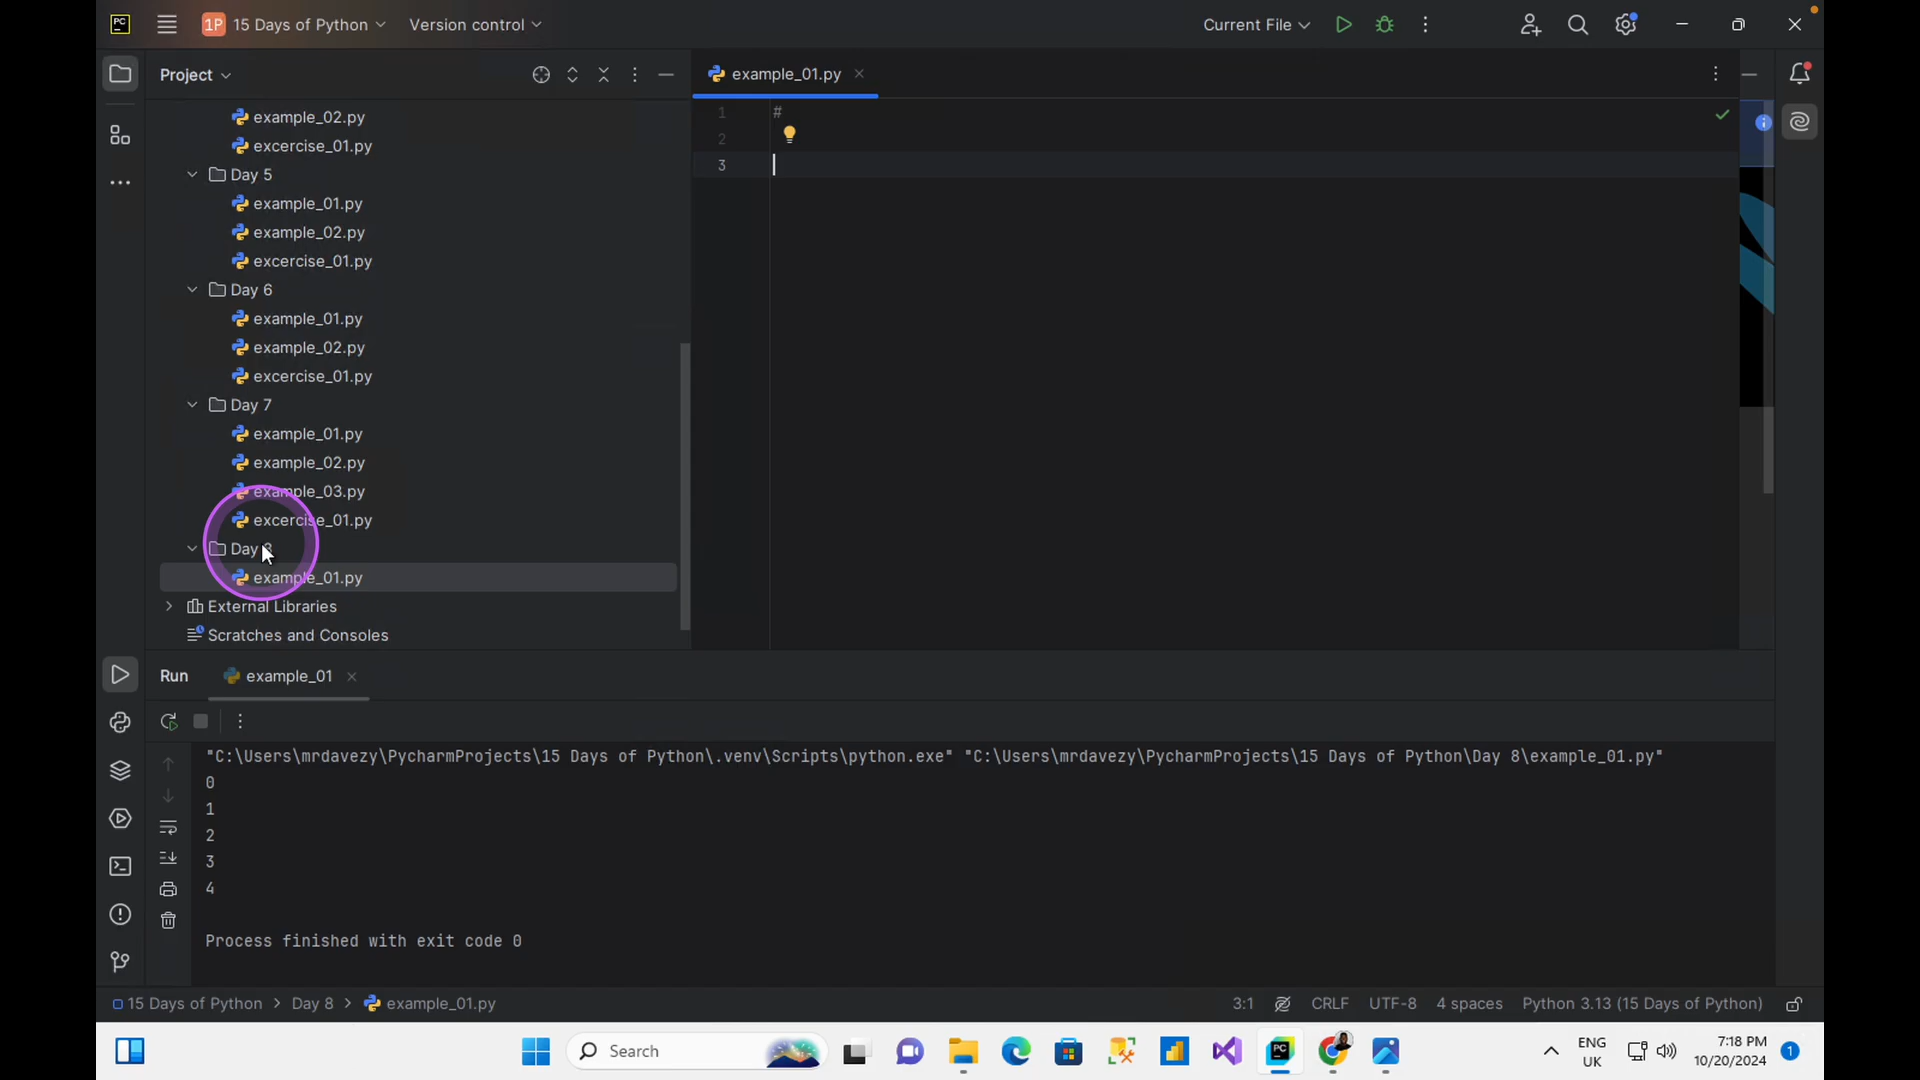 PC
1P 15 Days of Python
Version control
Current File
Project
example_02.py
excercise_01.py
Day 5
example_01.py
example_02.py
excercise_01.py
Day 6
example_01.py
example_02.py
excercise_01.py
Day 7
example_01.py
example_02.py
example_03.py
excercise_01.py
Day 8
example_01.py
External Libraries
Scratches and Consoles
example_01.py
1 #
2
3
Run
example_01
"C:\Users\mrdavezy\PycharmProjects\15 Days of Python\.venv\Scripts\python.exe" "C:\Users\mrdavezy\PycharmProjects\15 Days of Python\Day 8\example_01.py"
0
1
2
3
4
Process finished with exit code 0
15 Days of Python > Day 8 > example_01.py
3:1 CRLF UTF-8 4 spaces Python 3.13 (15 Days of Python)
Search
PC
ENG
UK
7:18 PM
10/20/2024
1